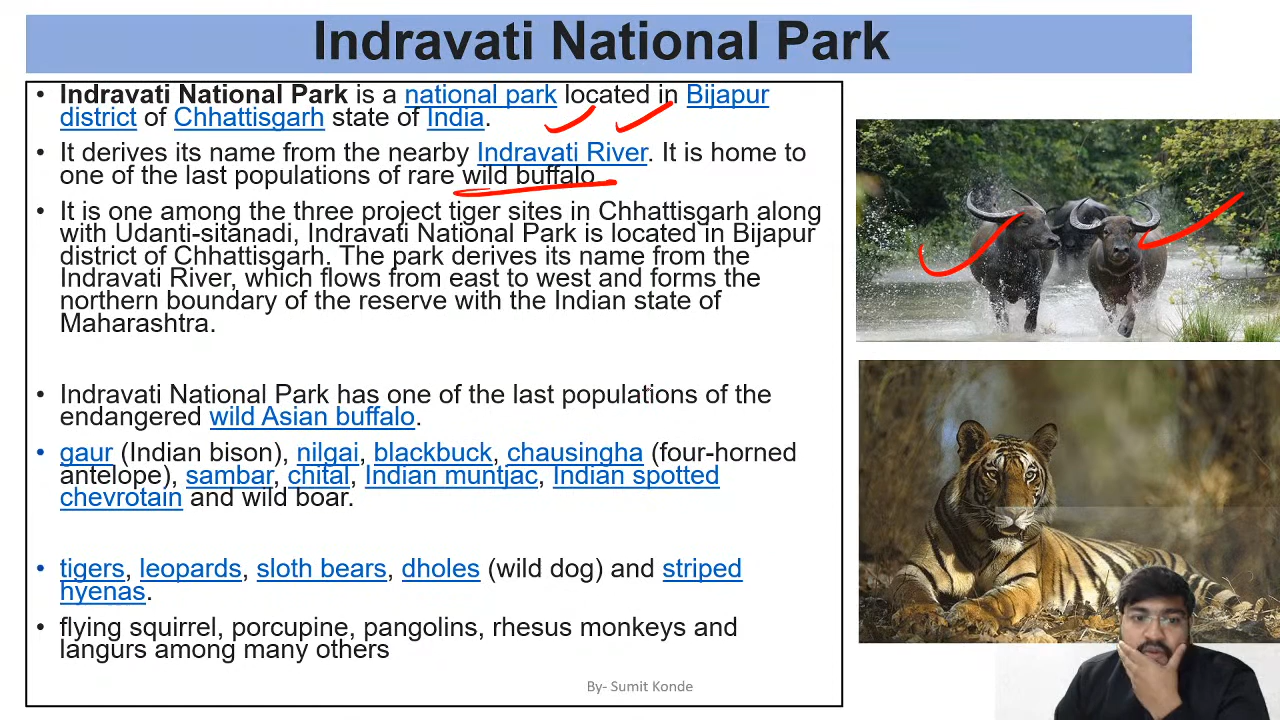 Indravati National Park
• Indravati National Park is a national park located in Bijapur
district of Chhattisgarh state of India.
• It derives its name from the nearby Indravati River. It is home to
one of the last populations of rare wild buffalo.
• It is one among the three project tiger sites in Chhattisgarh along
with Udanti-sitanadi, Indravati National Park is located in Bijapur
district of Chhattisgarh. The park derives its name from the
Indravati River, which flows from east to west and forms the
northern boundary of the reserve with the Indian state of
Maharashtra.
• Indravati National Park has one of the last populations of the
endangered wild Asian buffalo.
• gaur (Indian bison), nilgai, blackbuck, chausingha (four-horned
antelope), sambar, chital, Indian muntjac, Indian spotted
chevrotain and wild boar.
• tigers, leopards, sloth bears, dholes (wild dog) and striped
hyenas.
• flying squirrel, porcupine, pangolins, rhesus monkeys and
langurs among many others
By- Sumit Konde